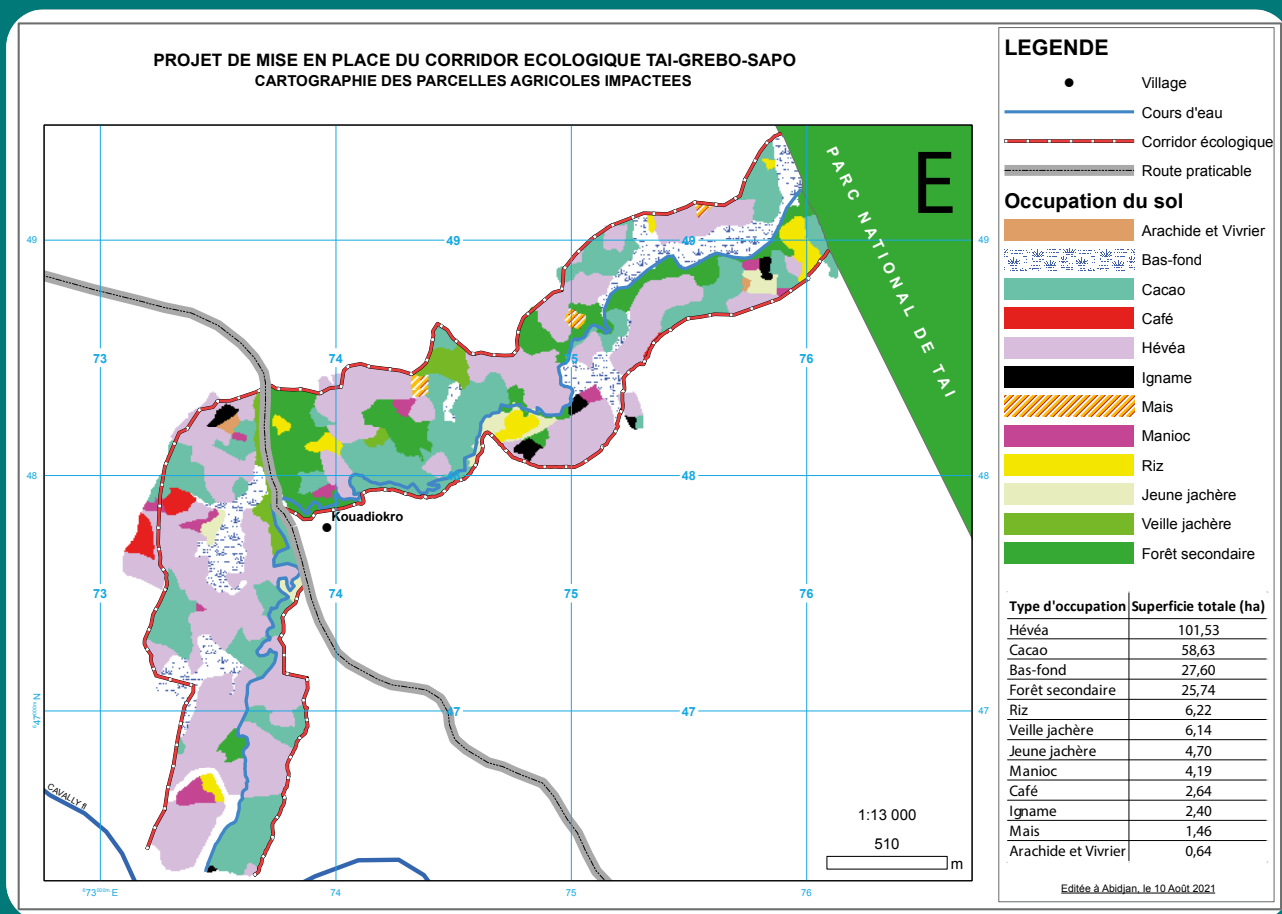 PROJET DE MISE EN PLACE DU CORRIDOR ECOLOGIQUE TAI-GREBO-SAPO
CARTOGRAPHIE DES PARCELLES AGRICOLES IMPACTEES
E
PARC NATIONAL DE TAI
49
49
49
49
73
74
75
76
48
48
48
Kouadiokro
73
74
75
76
47
47
47
⁶47⁰⁰⁰ᵐ N
CAVALLY R
1:13 000
510
m
⁶73⁰⁰⁰ᵐ E
74
75
76
LEGENDE
Village
Cours d'eau
Corridor écologique
Route praticable
Occupation du sol
Arachide et Vivrier
Bas-fond
Cacao
Café
Hévéa
Igname
Mais
Manioc
Riz
Jeune jachère
Veille jachère
Forêt secondaire
Type d'occupation Superficie totale (ha)
Hévéa 101,53
Cacao 58,63
Bas-fond 27,60
Forêt secondaire 25,74
Riz 6,22
Veille jachère 6,14
Jeune jachère 4,70
Manioc 4,19
Café 2,64
Igname 2,40
Mais 1,46
Arachide et Vivrier 0,64
Editée à Abidjan, le 10 Août 2021